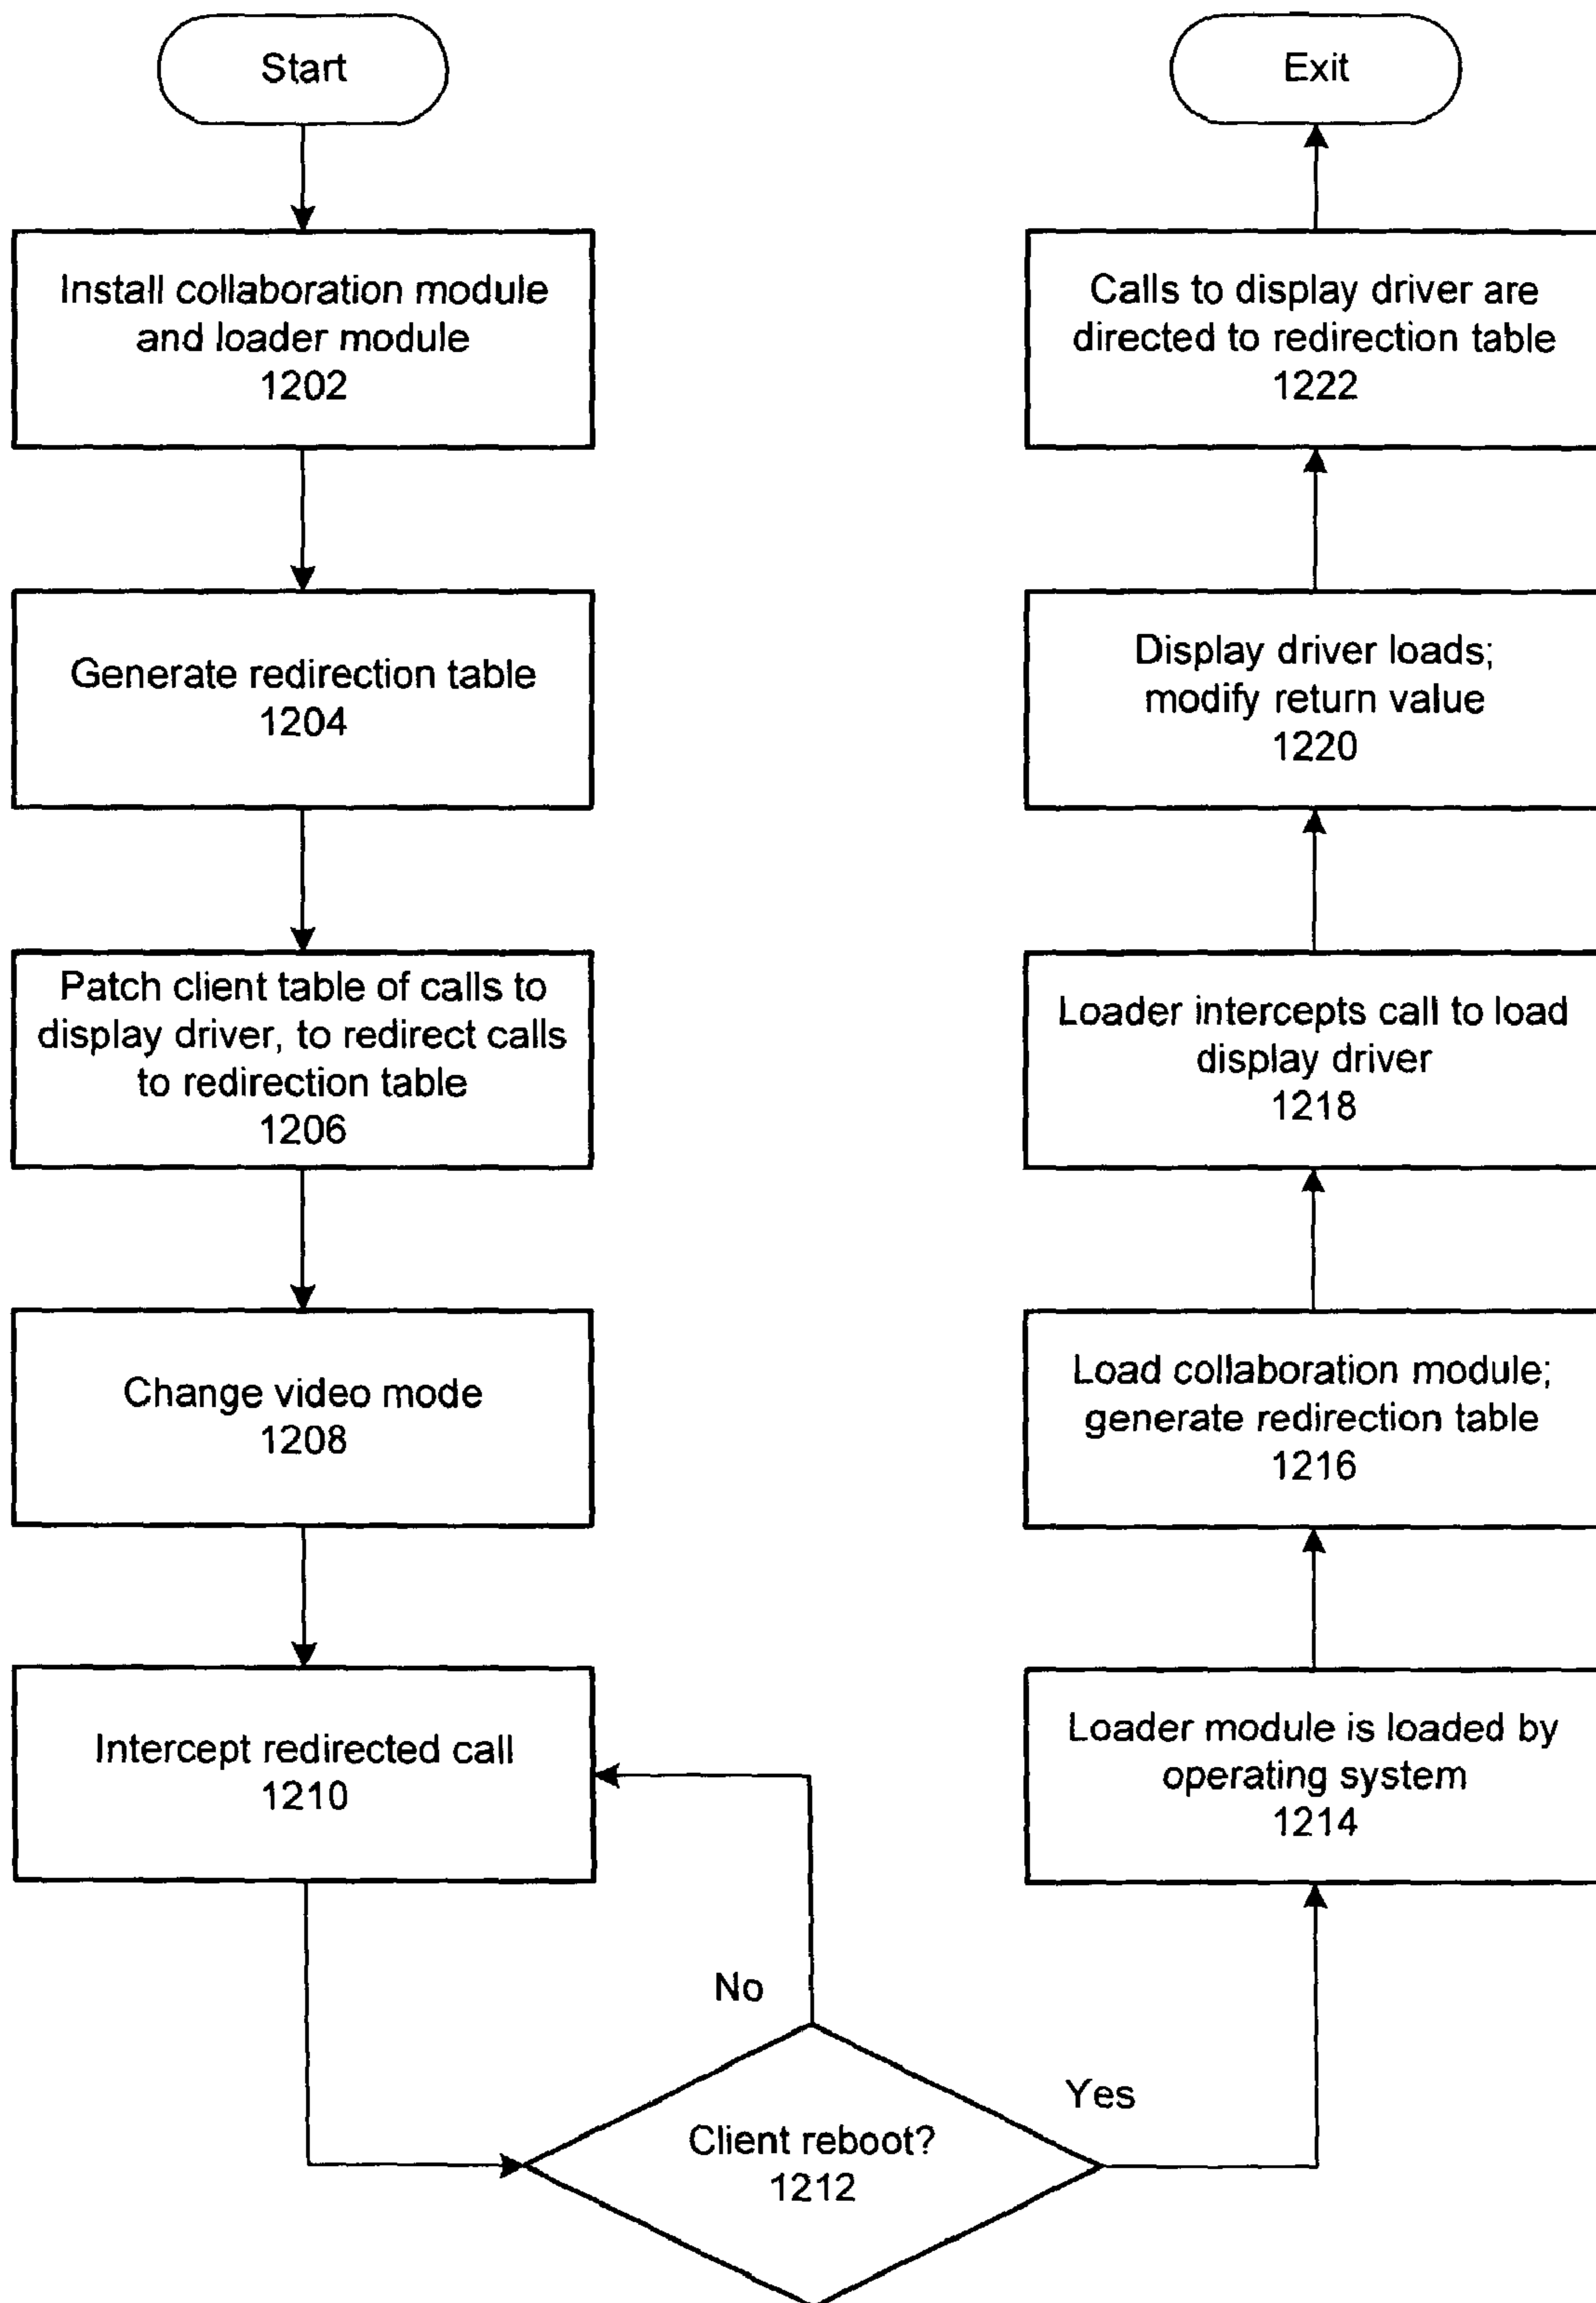 Start
Install collaboration module
and loader module
1202
Generate redirection table
1204
Patch client table of calls to
display driver, to redirect calls
to redirection table
1206
Change video mode
1208
Intercept redirected call
1210
No
Client reboot?
1212
Yes
Loader module is loaded by
operating system
1214
Load collaboration module;
generate redirection table
1216
Loader intercepts call to load
display driver
1218
Display driver loads;
modify return value
1220
Calls to display driver are
directed to redirection table
1222
Exit